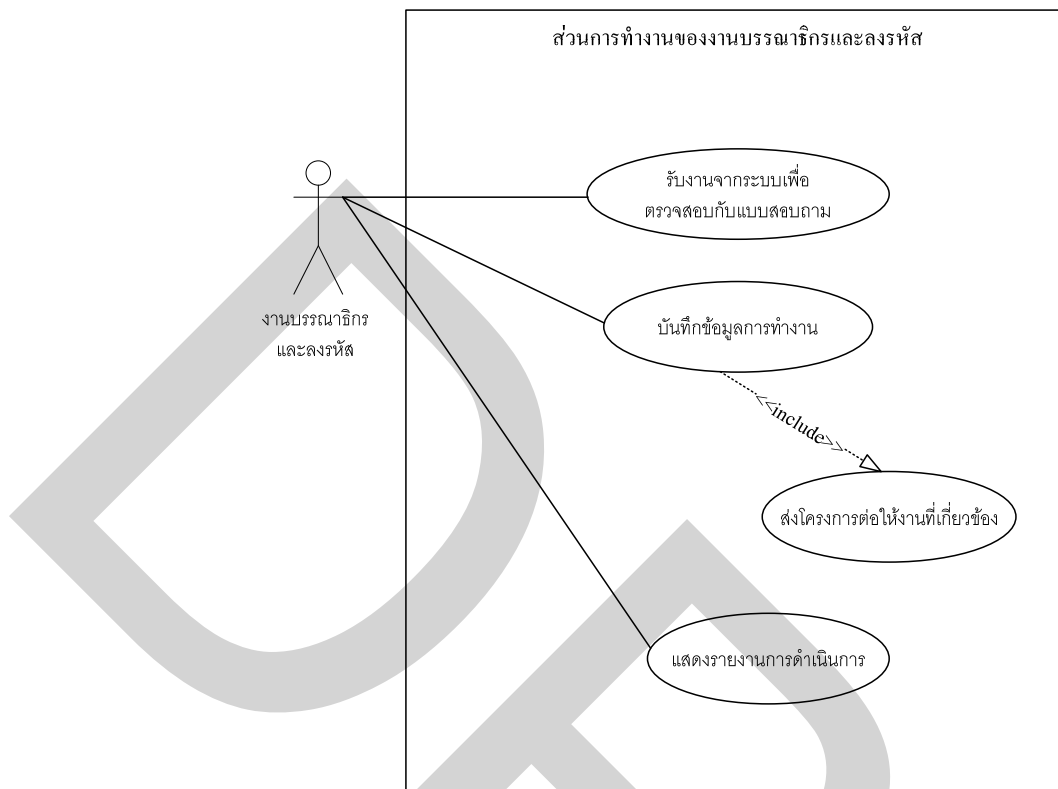 ส่วนการทำงานของงานบรรณาธิกรและลงรหัส
รับงานจากระบบเพื่อ
ตรวจสอบกับแบบสอบถาม
งานบรรณาธิกร
และลงรหัส
บันทึกข้อมูลการทำงาน
<<include>>
ส่งโครงการต่อให้งานที่เกี่ยวข้อง
แสดงรายงานการดำเนินการ